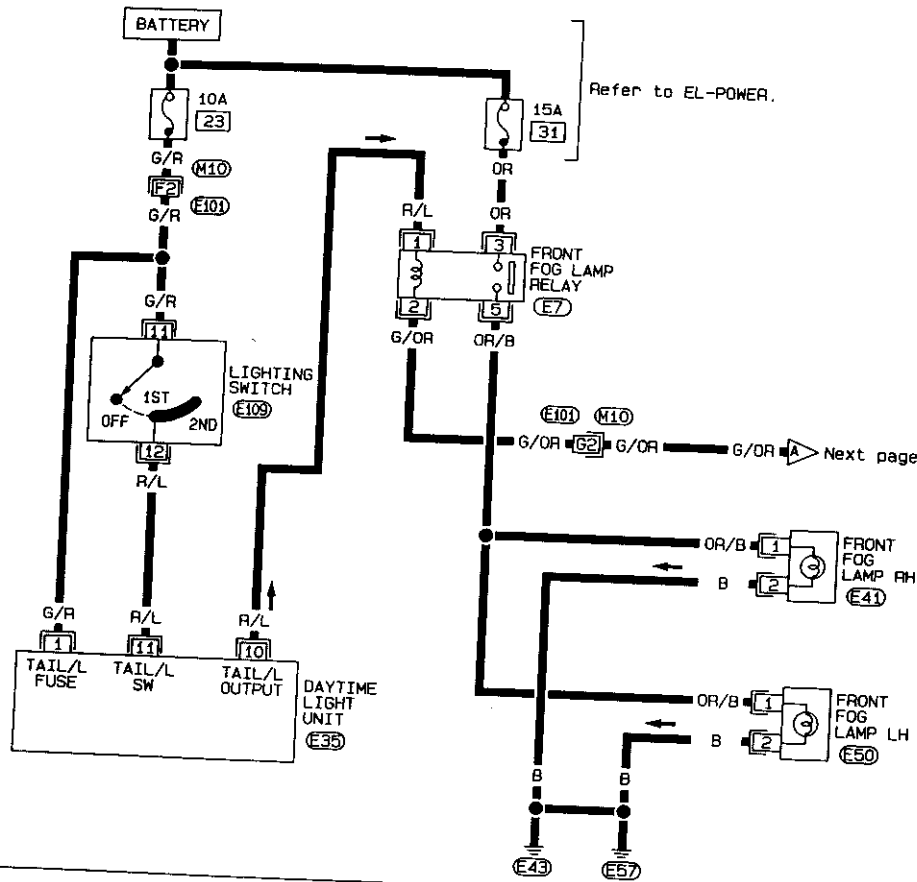 BATTERY
Refer to EL-POWER.
10A
23
15A
31
G/R
M10
OR
F2
E101
G/R
R/L
OR
1
3
FRONT
FOG LAMP
RELAY
E7
G/R
2
5
G/OR
OR/B
11
LIGHTING
SWITCH
E109
OFF
1ST
2ND
E101
M10
12
R/L
G/OR
G2
G/OR
G/OR
A
Next page
OR/B
1
B
2
FRONT
FOG
LAMP RH
E41
G/R
R/L
R/L
1
11
10
TAIL/L
FUSE
TAIL/L
SW
TAIL/L
OUTPUT
DAYTIME
LIGHT
UNIT
E35
OR/B
1
B
2
FRONT
FOG
LAMP LH
E50
B
B
E43
E57